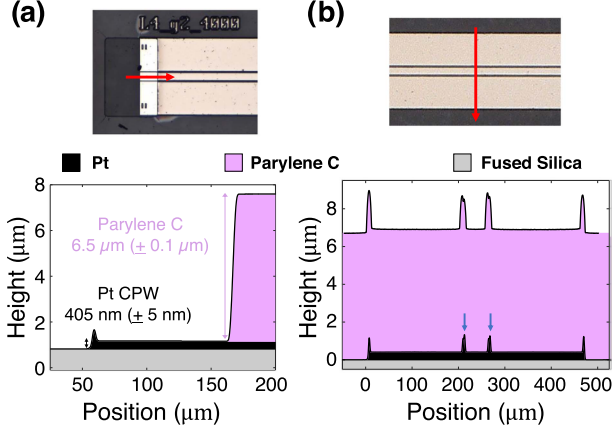 (a)
(b)
L4_g2_4000
Pt
Parylene C
Fused Silica
8
6
4
2
0
Height (μm)
Parylene C
6.5 μm (± 0.1 μm)
Pt CPW
405 nm (± 5 nm)
50
100
150
200
Position (μm)
8
6
4
2
0
Height (μm)
0
100
200
300
400
500
Position (μm)